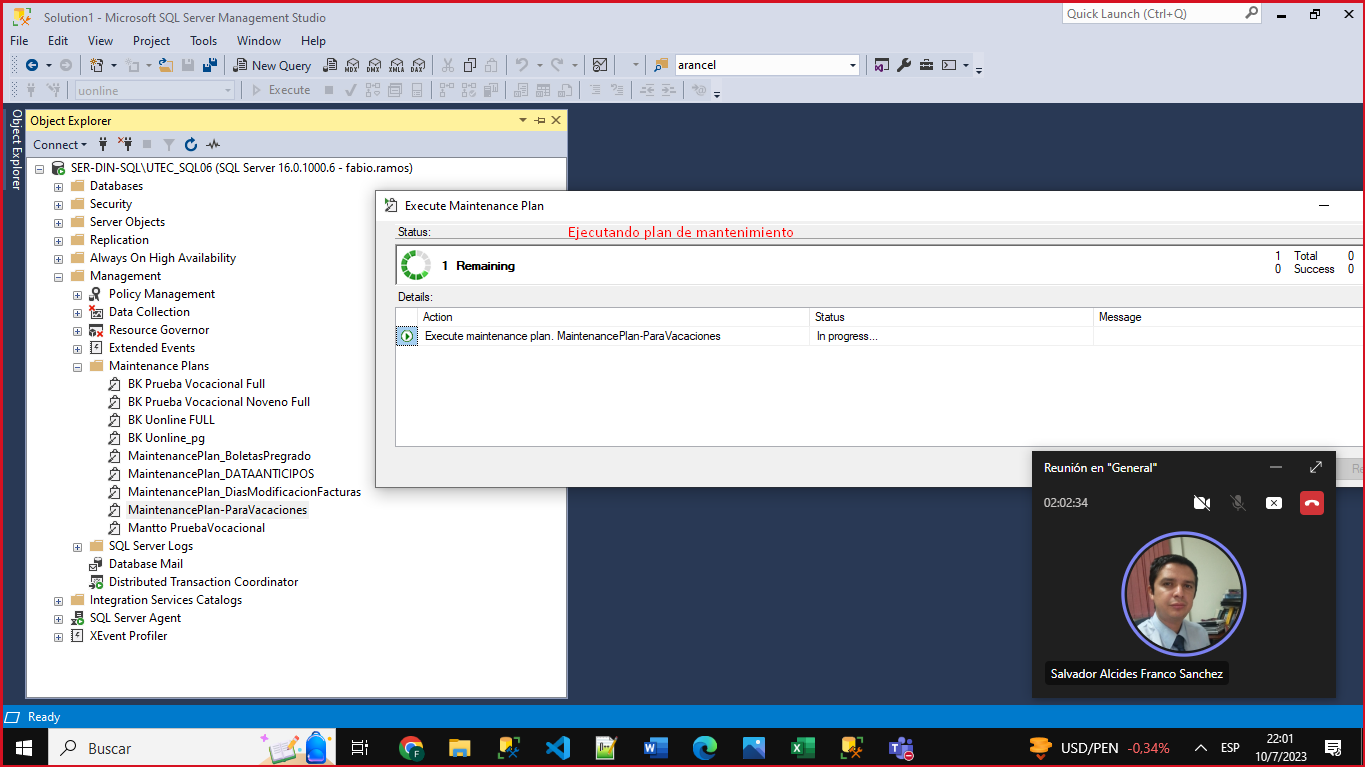 Solution1 - Microsoft SQL Server Management Studio
Quick Launch (Ctrl+Q)
File Edit View Project Tools Window Help
New Query
MDX DMX XMLA DAX
arancel
uonline
Execute
Object Explorer
Object Explorer
Connect
SER-DIN-SQL\UTEC_SQL06 (SQL Server 16.0.1000.6 - fabio.ramos)
Databases
Security
Server Objects
Replication
Always On High Availability
Management
Policy Management
Data Collection
Resource Governor
Extended Events
Maintenance Plans
BK Prueba Vocacional Full
BK Prueba Vocacional Noveno Full
BK Uonline FULL
BK Uonline_pg
MaintenancePlan_BoletasPregrado
MaintenancePlan_DATAANTICIPOS
MaintenancePlan_DiasModificacionFacturas
MaintenancePlan-ParaVacaciones
Mantto PruebaVocacional
SQL Server Logs
Database Mail
Distributed Transaction Coordinator
Integration Services Catalogs
SQL Server Agent
XEvent Profiler
Execute Maintenance Plan
Status:
Ejecutando plan de mantenimiento
1 Remaining
1 Total 0
0 Success 0
Details:
Action Status Message
Execute maintenance plan. MaintenancePlan-ParaVacaciones In progress...
Re
Reunión en "General"
02:02:34
Salvador Alcides Franco Sanchez
Ready
Buscar
USD/PEN -0,34%
ESP
22:01
10/7/2023